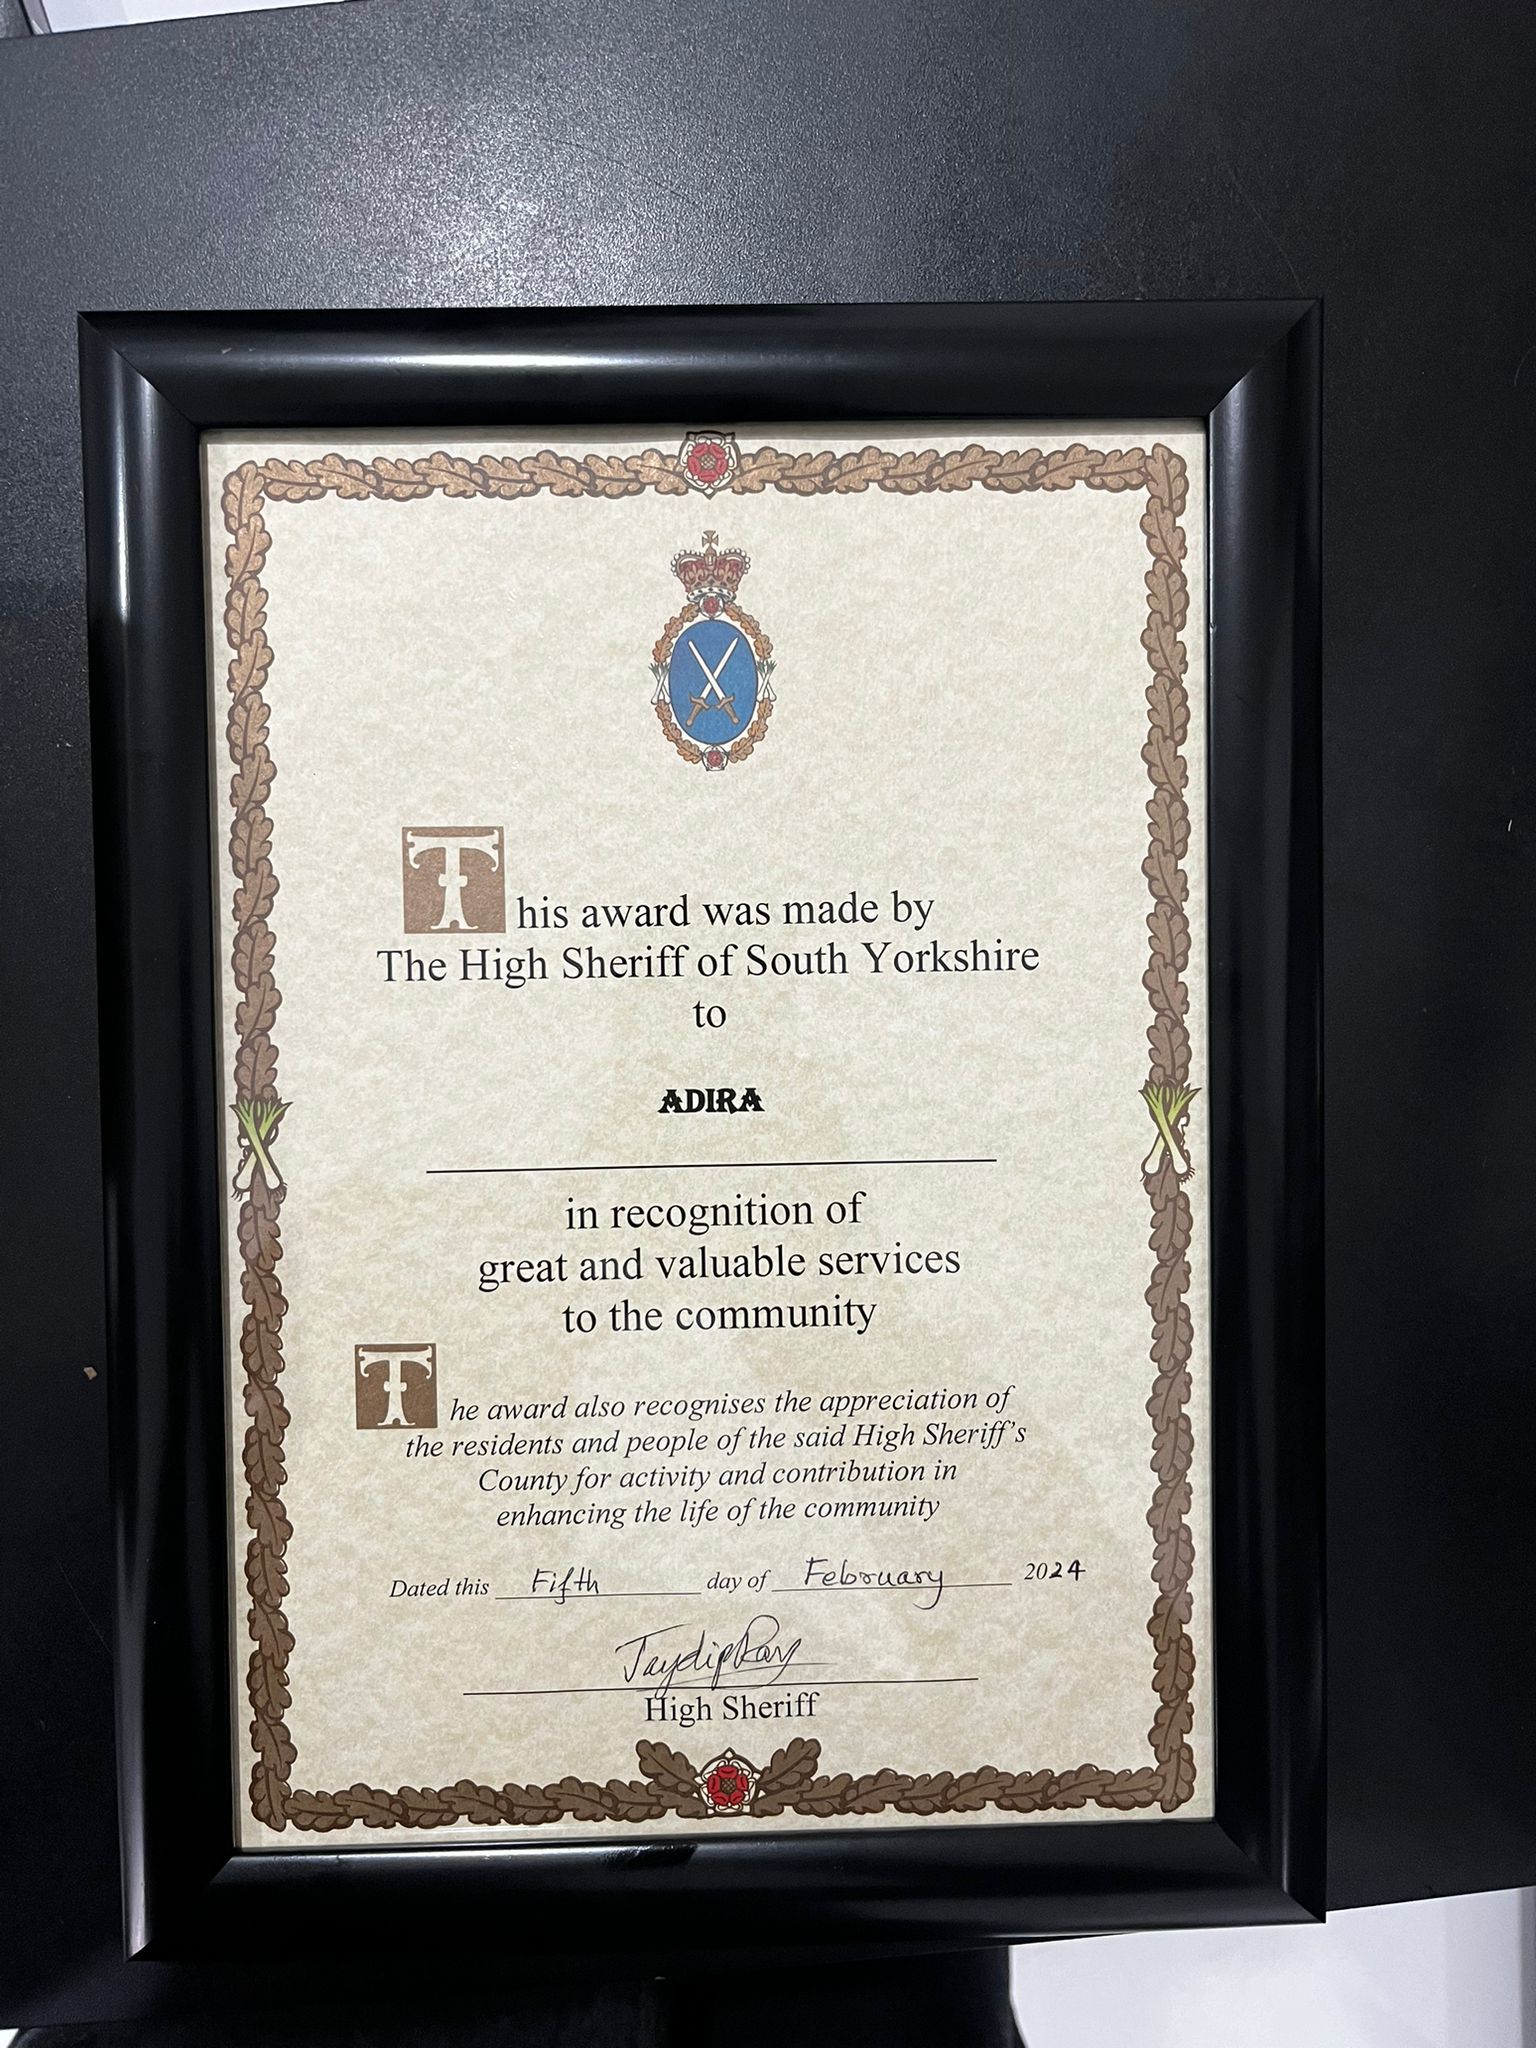 This award was made by
The High Sheriff of South Yorkshire
to
ADIRA
in recognition of
great and valuable services
to the community
The award also recognises the appreciation of
the residents and people of the said High Sheriff's
County for activity and contribution in
enhancing the life of the community
Dated this Fifth day of February 2024
Jaydip Ray
High Sheriff